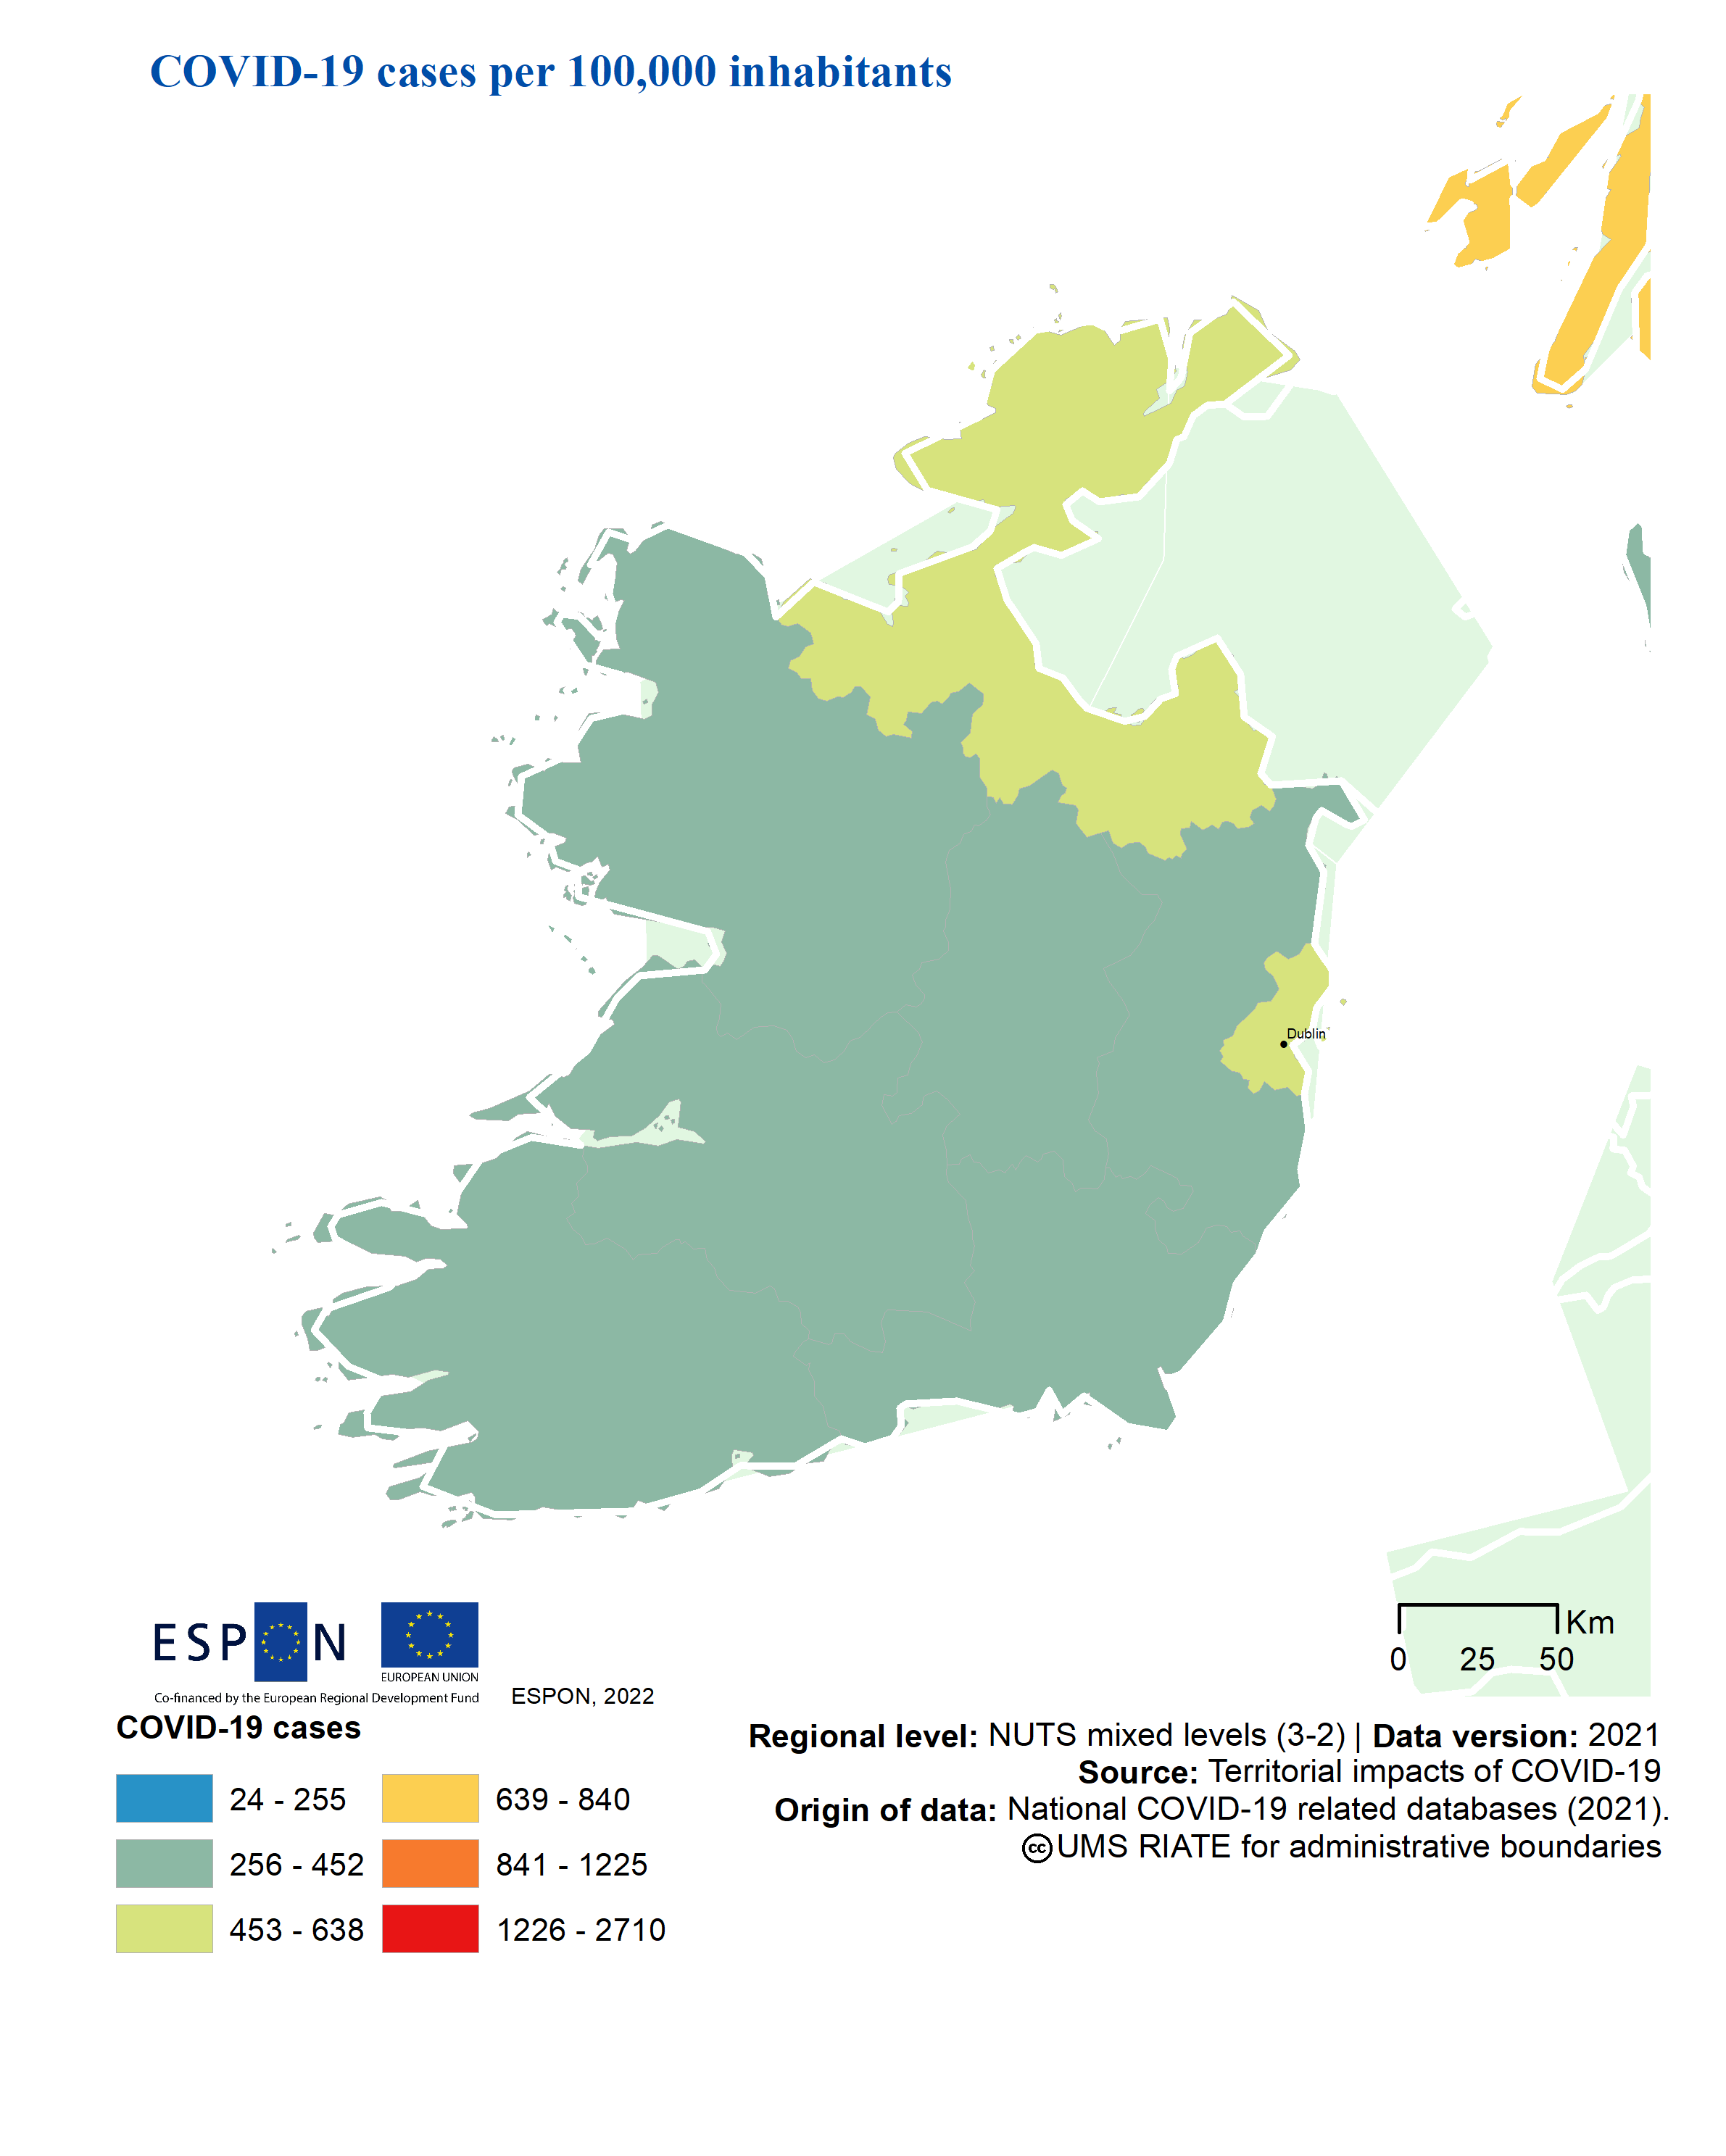 COVID-19 cases per 100,000 inhabitants
Dublin
Km
0 25 50
ESPON
EUROPEAN UNION
Co-financed by the European Regional Development Fund
ESPON, 2022
COVID-19 cases
24 - 255
256 - 452
453 - 638
639 - 840
841 - 1225
1226 - 2710
Regional level: NUTS mixed levels (3-2) | Data version: 2021
Source: Territorial impacts of COVID-19
Origin of data: National COVID-19 related databases (2021).
cc UMS RIATE for administrative boundaries